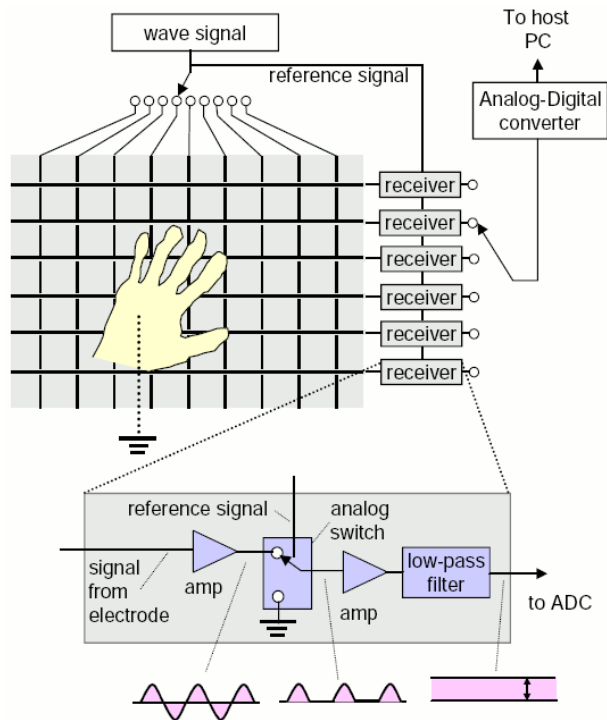 wave signal
reference signal
To host
PC
Analog-Digital
converter
receiver
receiver
receiver
receiver
receiver
receiver
reference signal
analog
switch
signal
from
electrode
amp
amp
low-pass
filter
to ADC